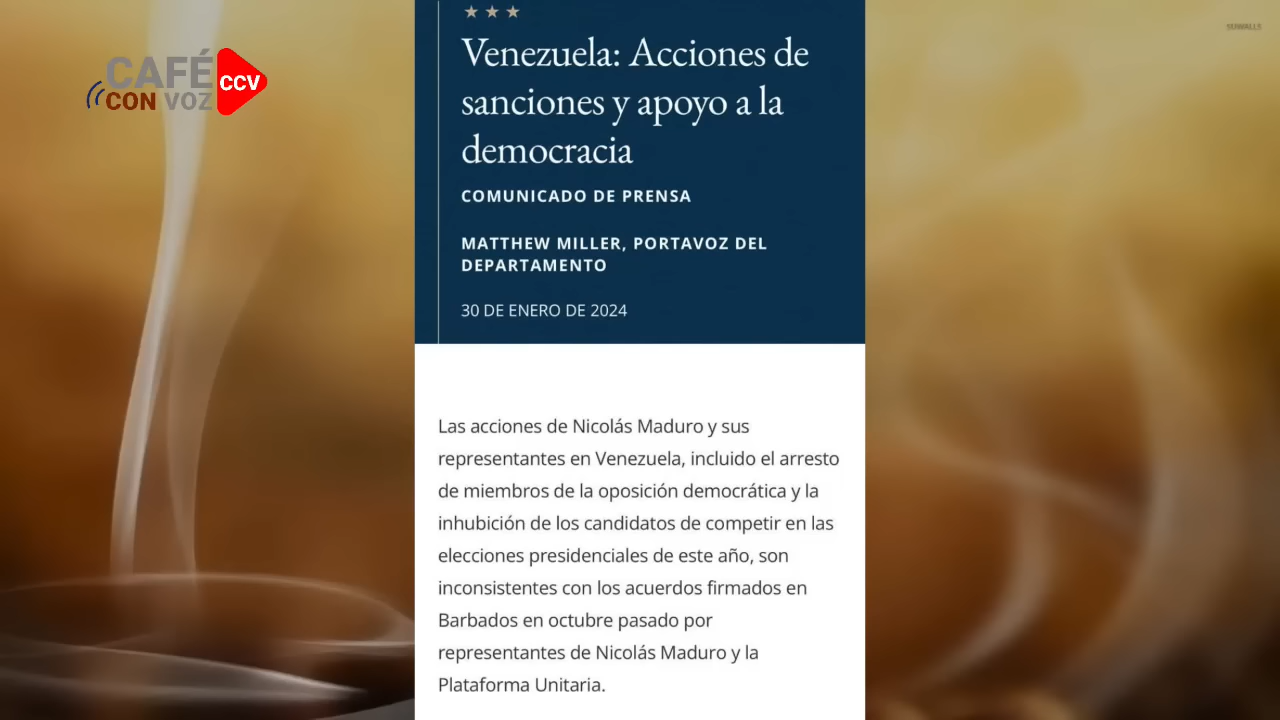 CAFÉ
CON VOZ
CCV
Venezuela: Acciones de
sanciones y apoyo a la
democracia
COMUNICADO DE PRENSA
MATTHEW MILLER, PORTAVOZ DEL
DEPARTAMENTO
30 DE ENERO DE 2024
Las acciones de Nicolás Maduro y sus
representantes en Venezuela, incluido el arresto
de miembros de la oposición democrática y la
inhubición de los candidatos de competir en las
elecciones presidenciales de este año, son
inconsistentes con los acuerdos firmados en
Barbados en octubre pasado por
representantes de Nicolás Maduro y la
Plataforma Unitaria.